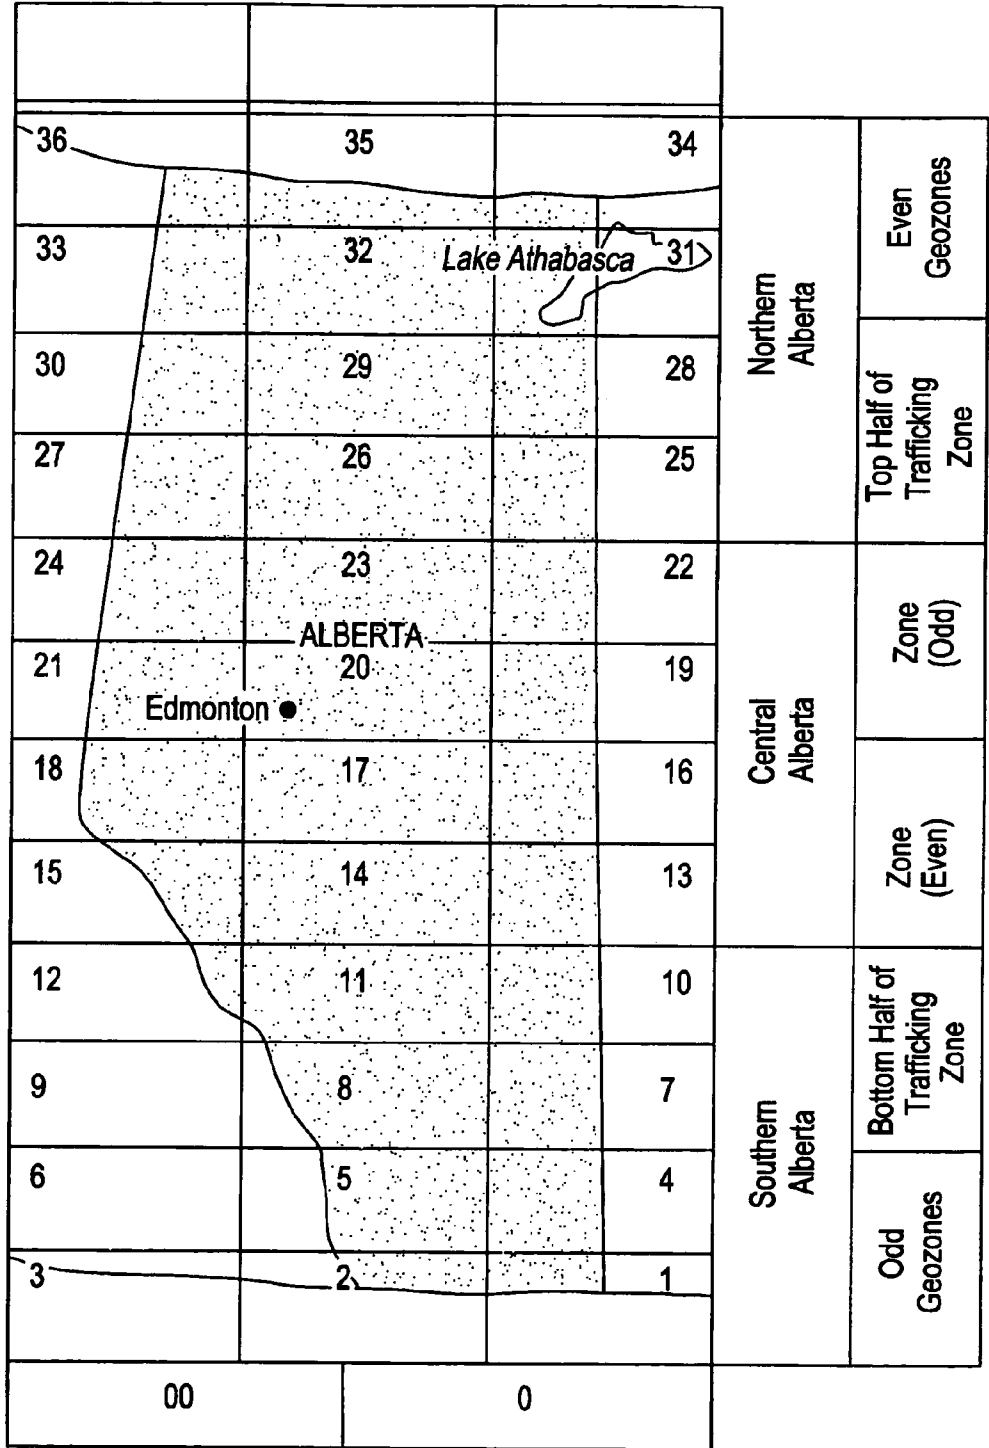 36
35
34
33
32
Lake Athabasca
31
30
29
28
27
26
25
24
23
22
ALBERTA
21
20
19
Edmonton
18
17
16
15
14
13
12
11
10
9
8
7
6
5
4
3
2
1
00
0
Northern
Alberta
Central
Alberta
Southern
Alberta
Even
Geozones
Top Half of
Trafficking
Zone
Zone
(Odd)
Zone
(Even)
Bottom Half of
Trafficking
Zone
Odd
Geozones